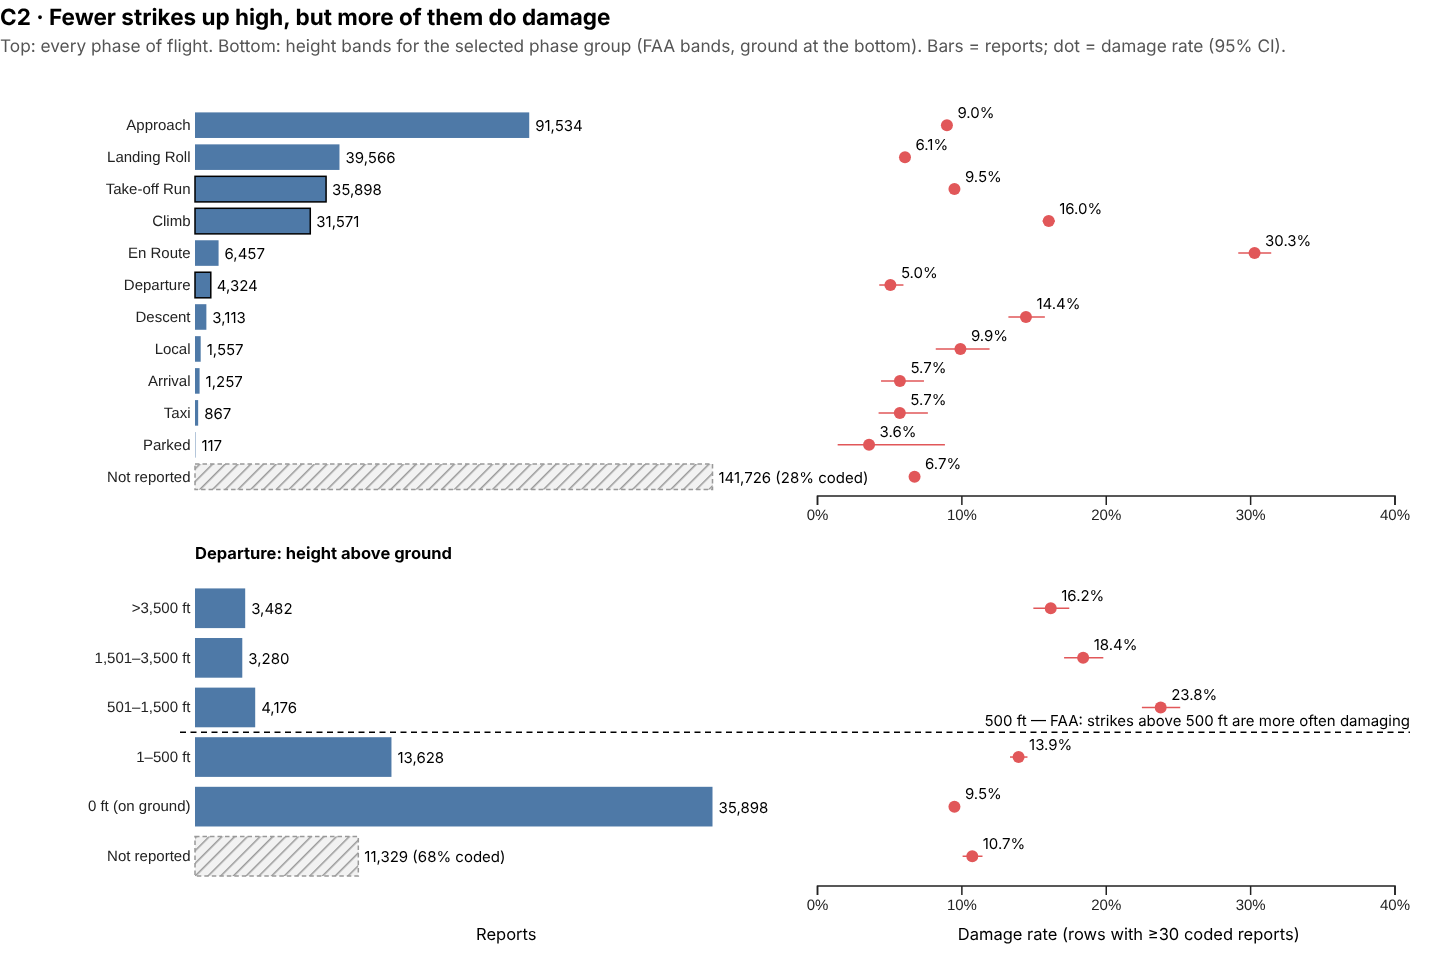 C2 · Fewer strikes up high, but more of them do damage
Top: every phase of flight. Bottom: height bands for the selected phase group (FAA bands, ground at the bottom). Bars = reports; dot = damage rate (95% CI).
Approach 91,534 9.0%
Landing Roll 39,566 6.1%
Take-off Run 35,898 9.5%
Climb 31,571 16.0%
En Route 6,457 30.3%
Departure 4,324 5.0%
Descent 3,113 14.4%
Local 1,557 9.9%
Arrival 1,257 5.7%
Taxi 867 5.7%
Parked 117 3.6%
Not reported 141,726 (28% coded) 6.7%
0% 10% 20% 30% 40%
Departure: height above ground
>3,500 ft 3,482 16.2%
1,501–3,500 ft 3,280 18.4%
501–1,500 ft 4,176 23.8%
500 ft — FAA: strikes above 500 ft are more often damaging
1–500 ft 13,628 13.9%
0 ft (on ground) 35,898 9.5%
Not reported 11,329 (68% coded) 10.7%
0% 10% 20% 30% 40%
Reports Damage rate (rows with ≥30 coded reports)